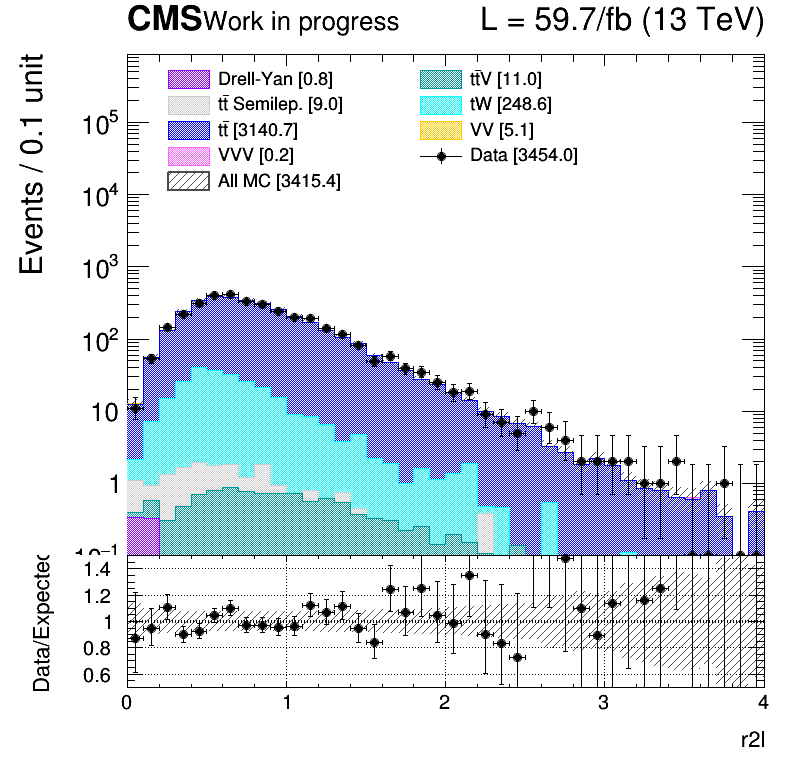 CMS Work in progress L = 59.7/fb (13 TeV)
Events / 0.1 unit
Drell-Yan [0.8]
tt̄ Semilep. [9.0]
tt̄ [3140.7]
VVV [0.2]
All MC [3415.4]
tt̄V [11.0]
tW [248.6]
VV [5.1]
Data [3454.0]
10⁵
10⁴
10³
10²
10
1
10⁻¹
Data/Expected
1.4
1.2
1
0.8
0.6
0 1 2 3 4
r2l